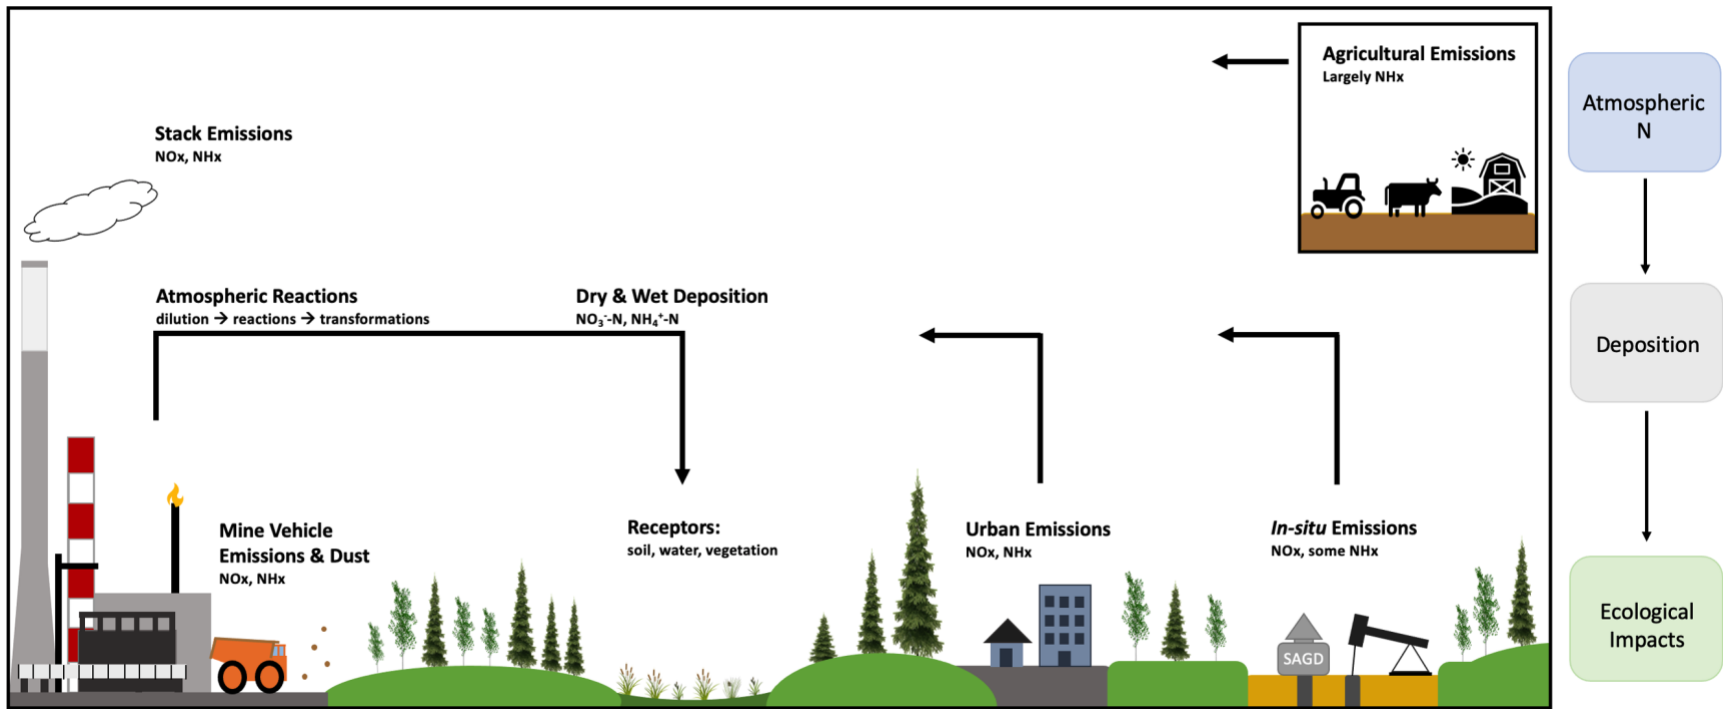 Agricultural Emissions
Largely NHx
Stack Emissions
NOx, NHx
Atmospheric Reactions
dilution → reactions → transformations
Dry & Wet Deposition
NO₃⁻-N, NH₄⁺-N
Mine Vehicle
Emissions & Dust
NOx, NHx
Receptors:
soil, water, vegetation
Urban Emissions
NOx, NHx
In-situ Emissions
NOx, some NHx
SAGD
Atmospheric
N
Deposition
Ecological
Impacts